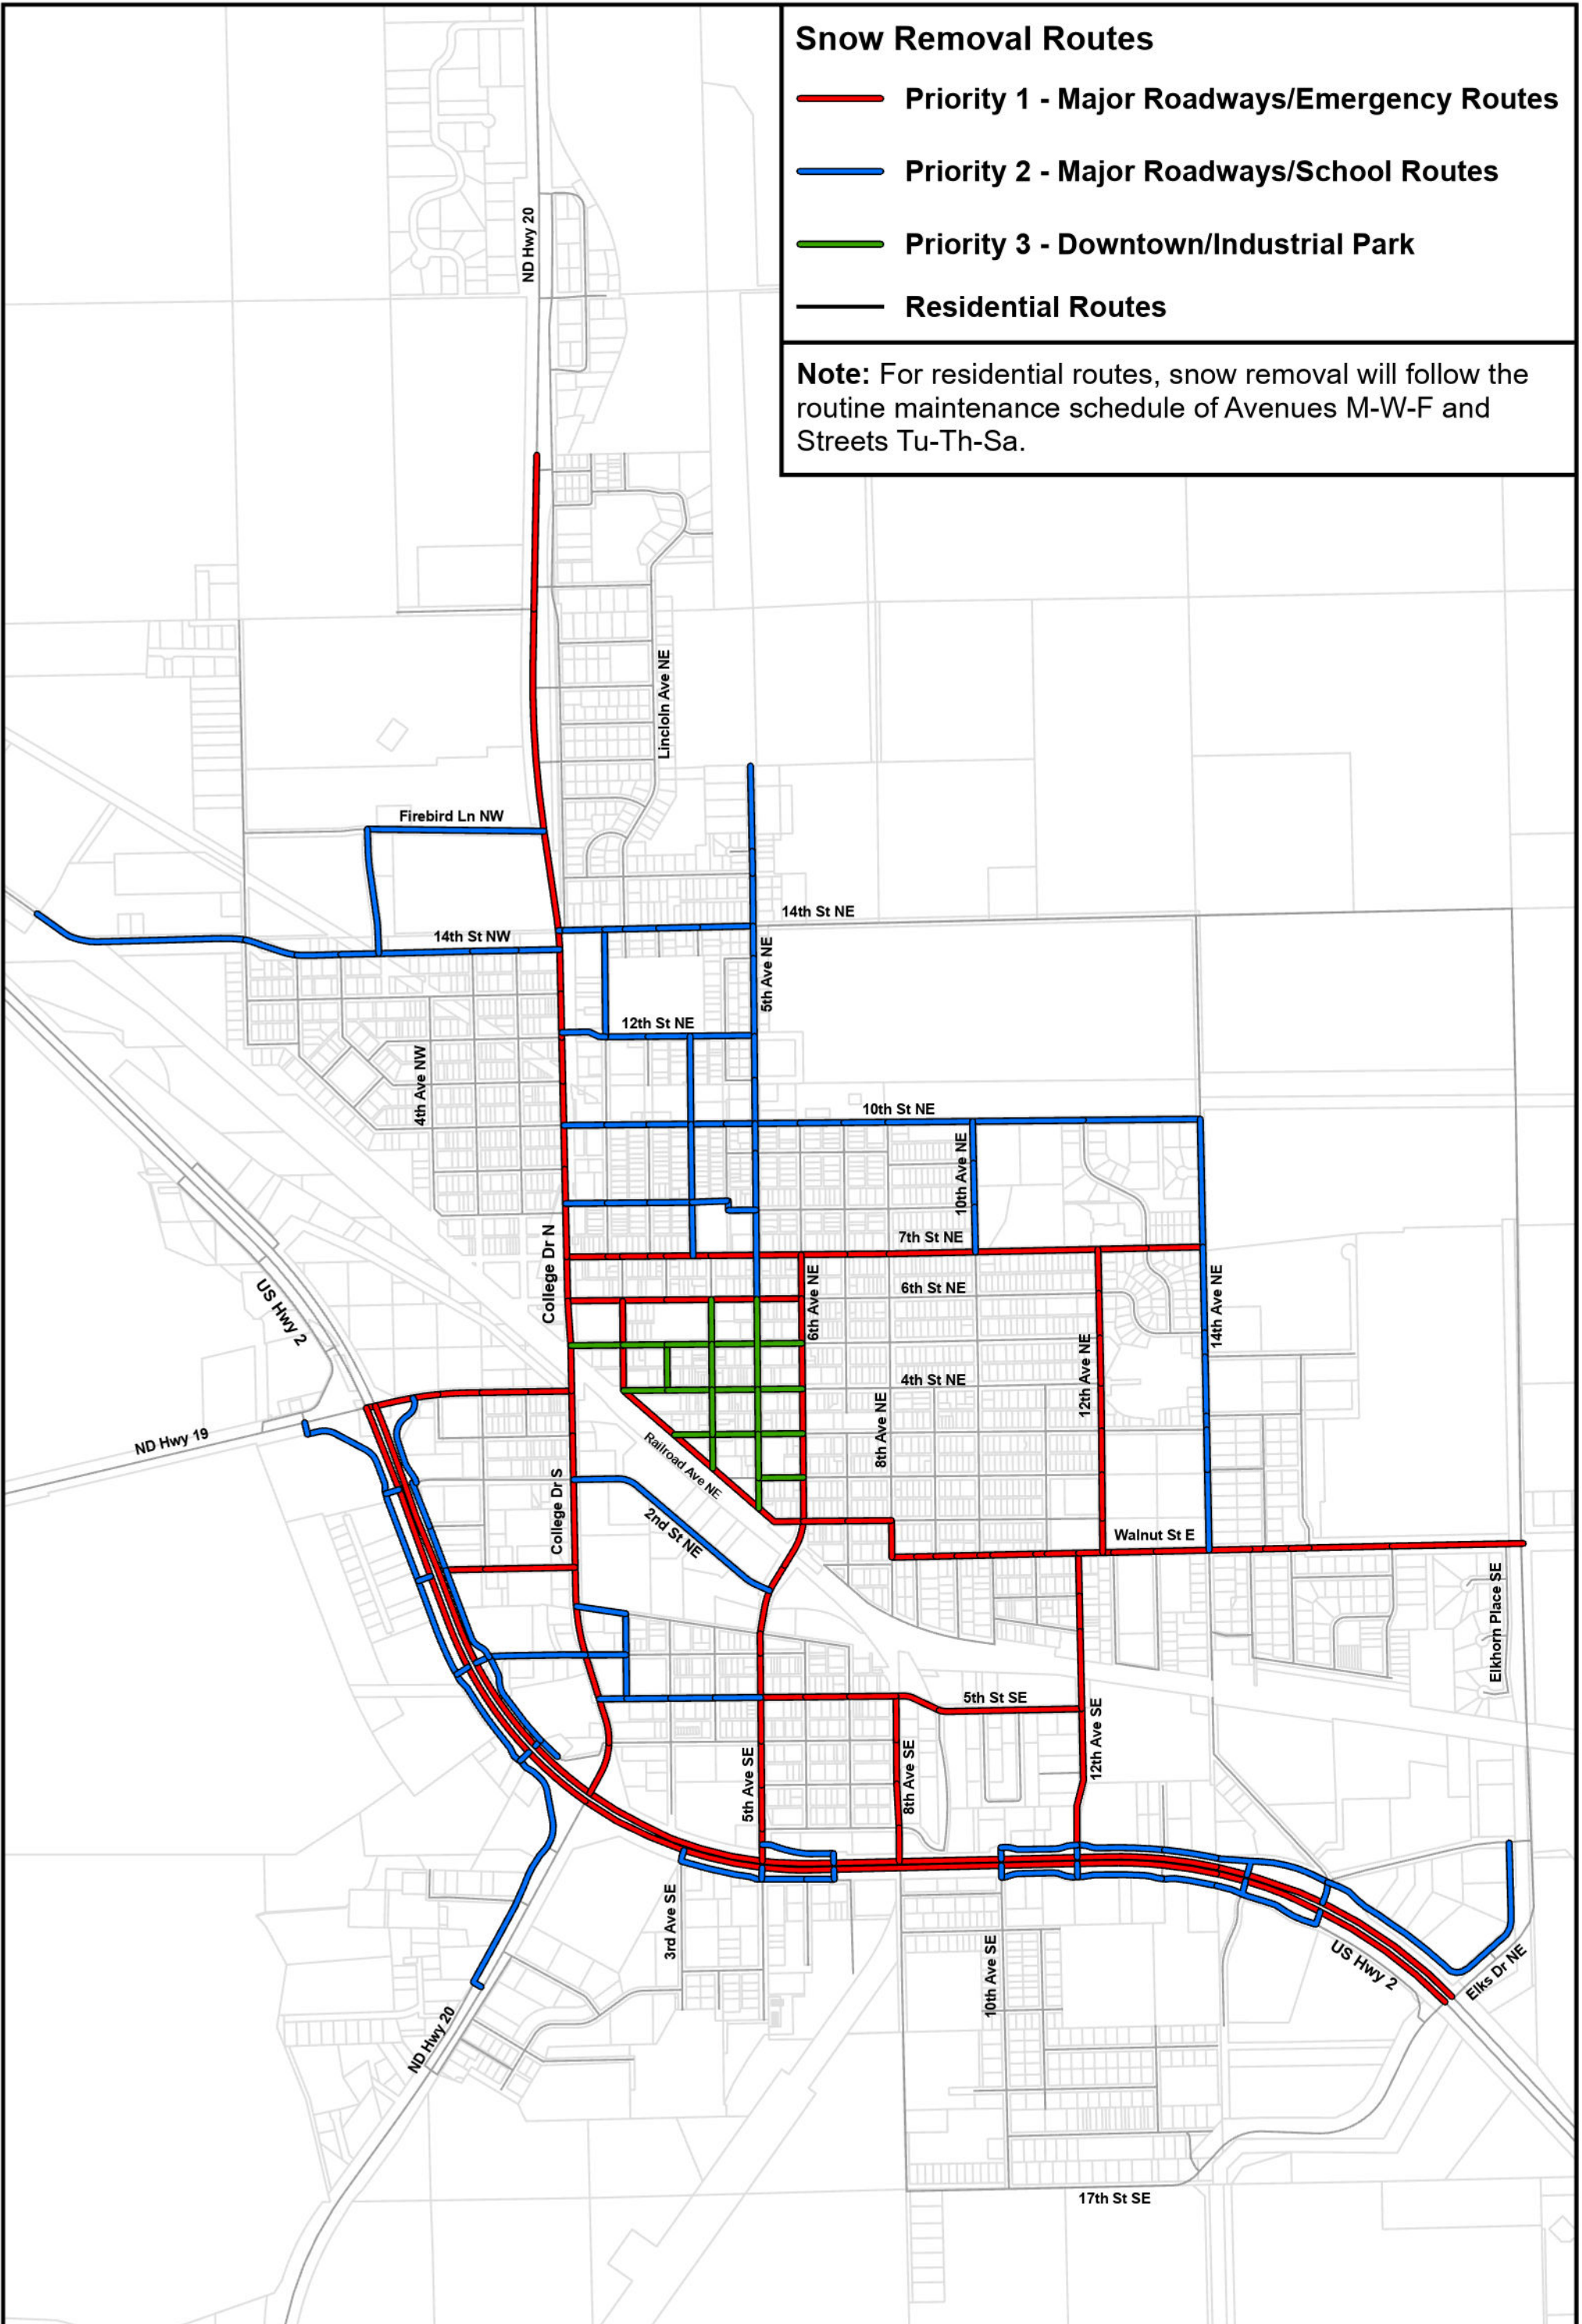 Snow Removal Routes
Priority 1 - Major Roadways/Emergency Routes
Priority 2 - Major Roadways/School Routes
Priority 3 - Downtown/Industrial Park
Residential Routes
Note: For residential routes, snow removal will follow the
routine maintenance schedule of Avenues M-W-F and
Streets Tu-Th-Sa.
ND Hwy 20
Lincloln Ave NE
Firebird Ln NW
14th St NE
14th St NW
5th Ave NE
12th St NE
4th Ave NW
10th St NE
10th Ave NE
College Dr N
7th St NE
US Hwy 2
6th Ave NE
6th St NE
14th Ave NE
12th Ave NE
4th St NE
8th Ave NE
ND Hwy 19
Railroad Ave NE
College Dr S
2nd St NE
Walnut St E
Elkhorn Place SE
5th St SE
12th Ave SE
5th Ave SE
8th Ave SE
3rd Ave SE
10th Ave SE
US Hwy 2
Elks Dr NE
ND Hwy 20
17th St SE